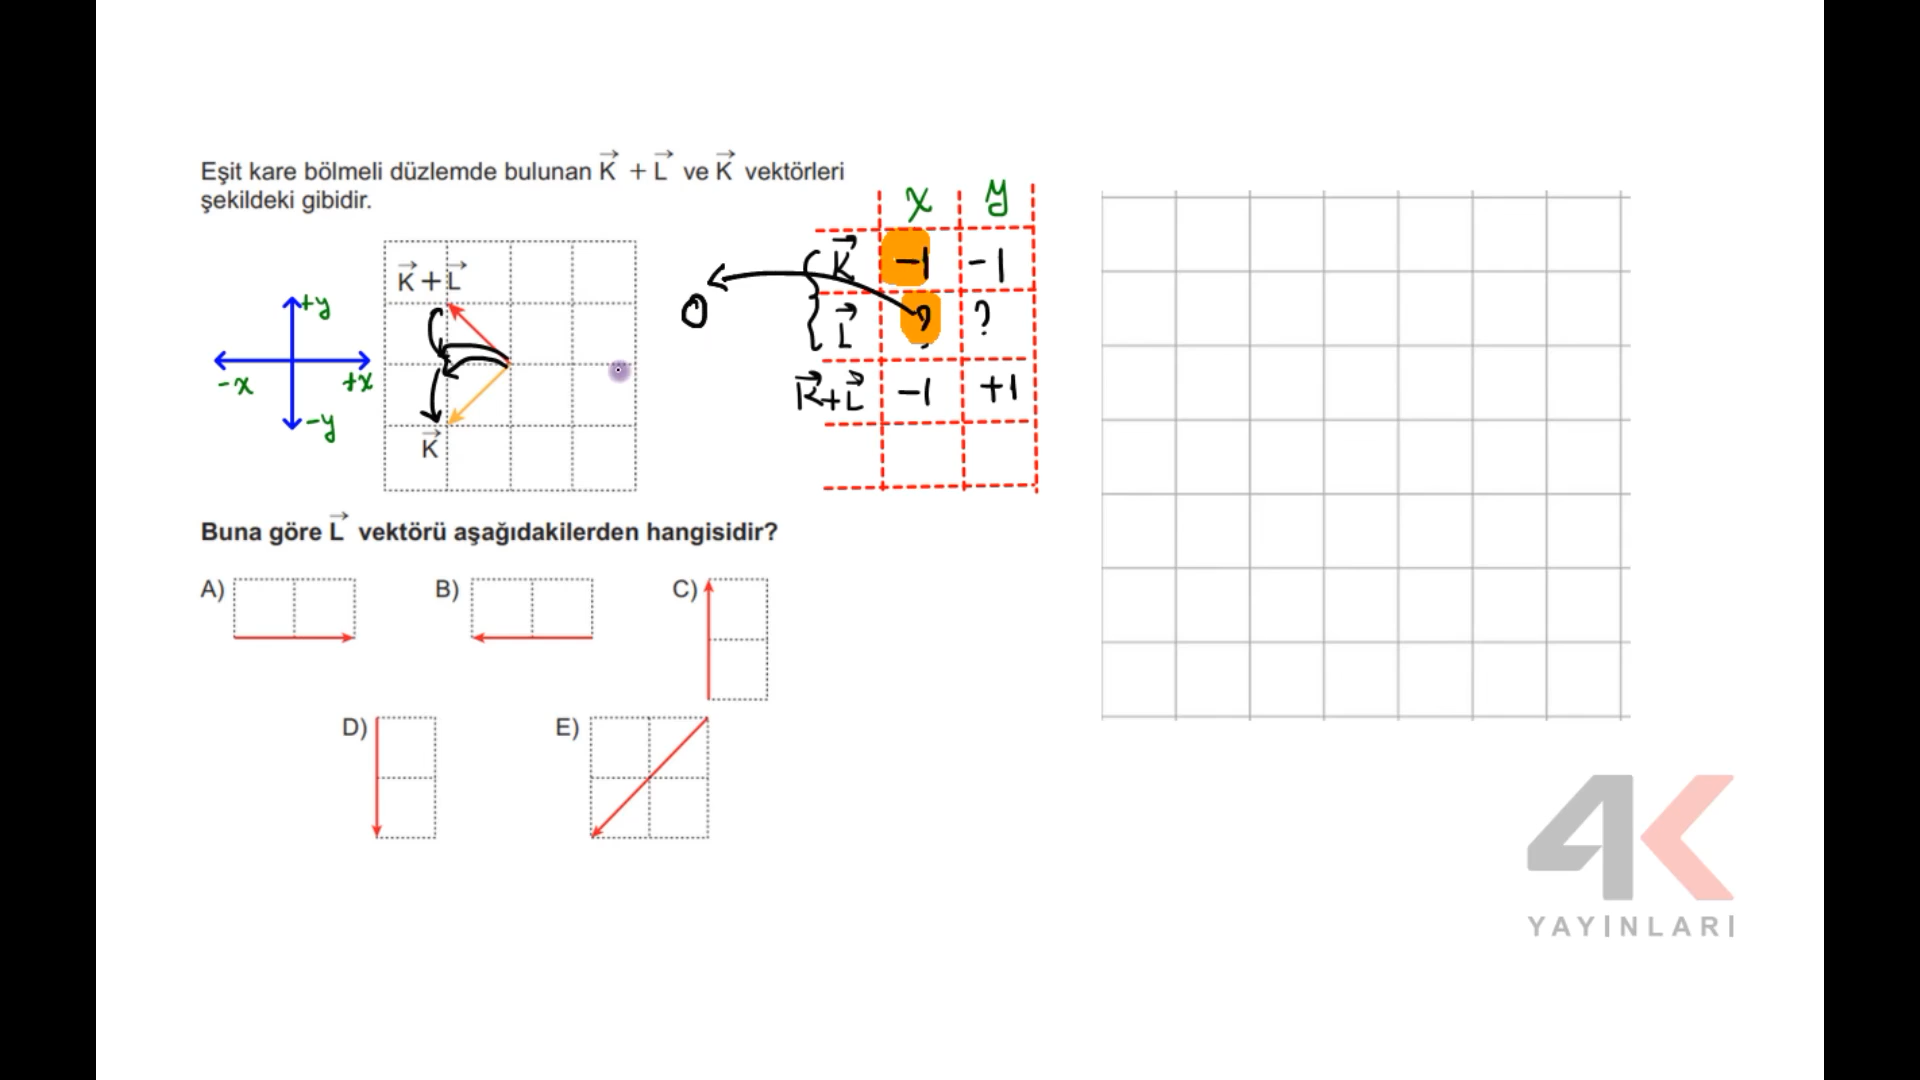 Eşit kare bölmeli düzlemde bulunan K + L ve K vektörleri
şekildeki gibidir.
x y
K -1 -1
L ? ?
K+L -1 +1
0
K + L
K
+y
-x +x
-y
Buna göre L vektörü aşağıdakilerden hangisidir?
A) B) C)
D) E)
4K
YAYINLARI